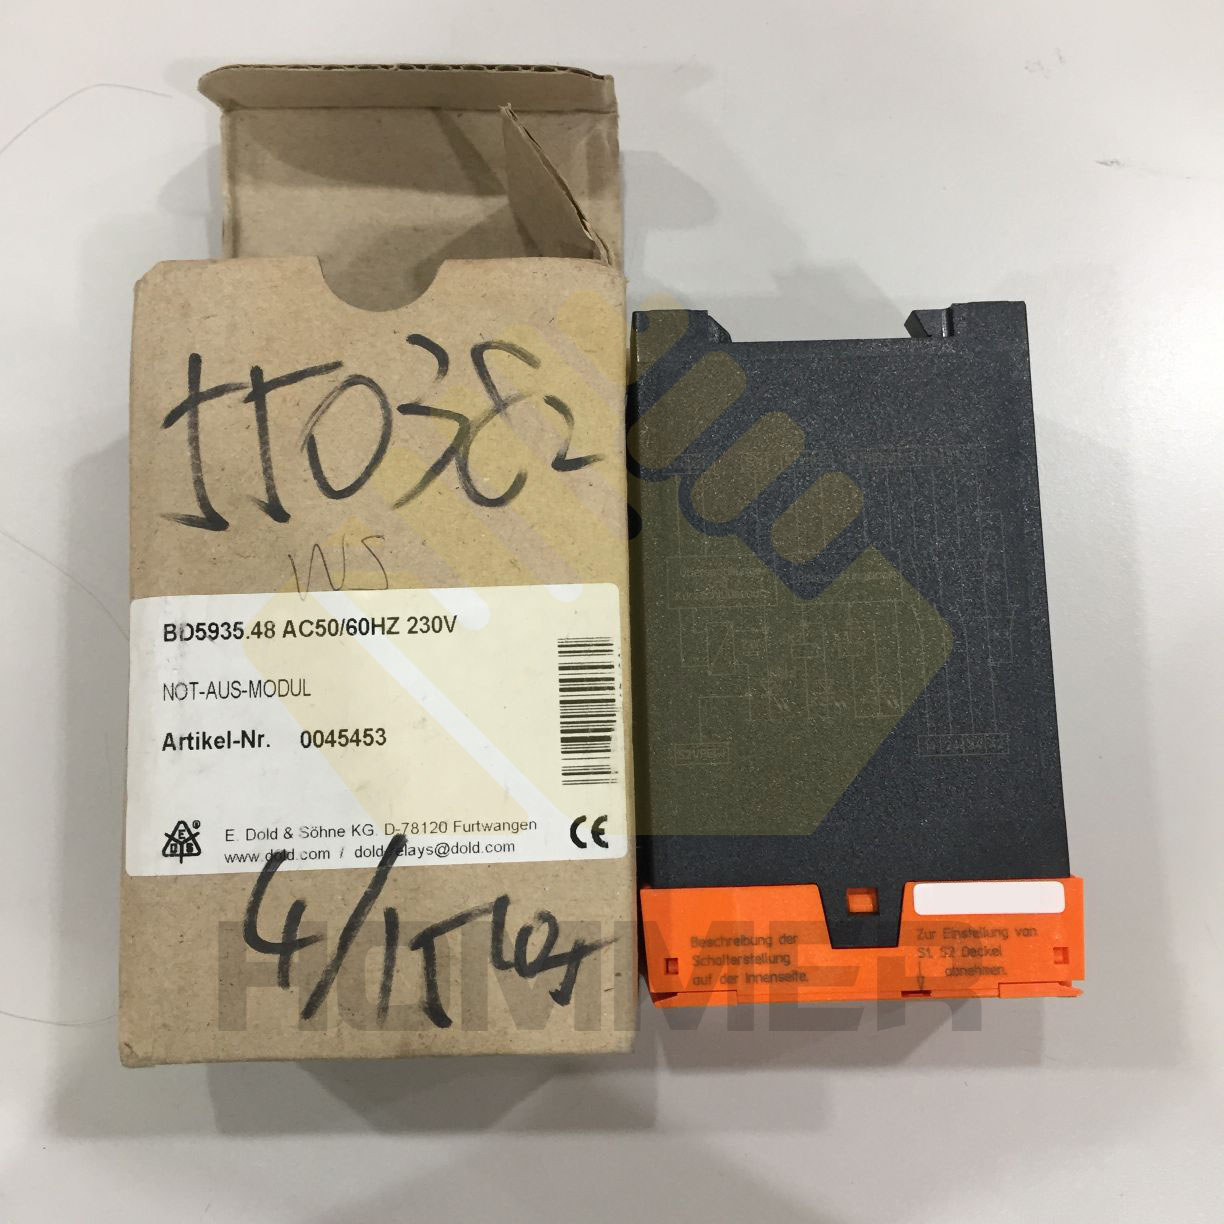 JJ0382
WS
BD5935.48 AC50/60HZ 230V
NOT-AUS-MODUL
Artikel-Nr. 0045453
E. Dold & Söhne KG. D-78120 Furtwangen
www.dold.com / dold-relays@dold.com
CE
HOMMER
Beschreibung der
Schalterstellung
auf der Innenseite.
Zur Einstellung von
S1, S2 Deckel
abnehmen.